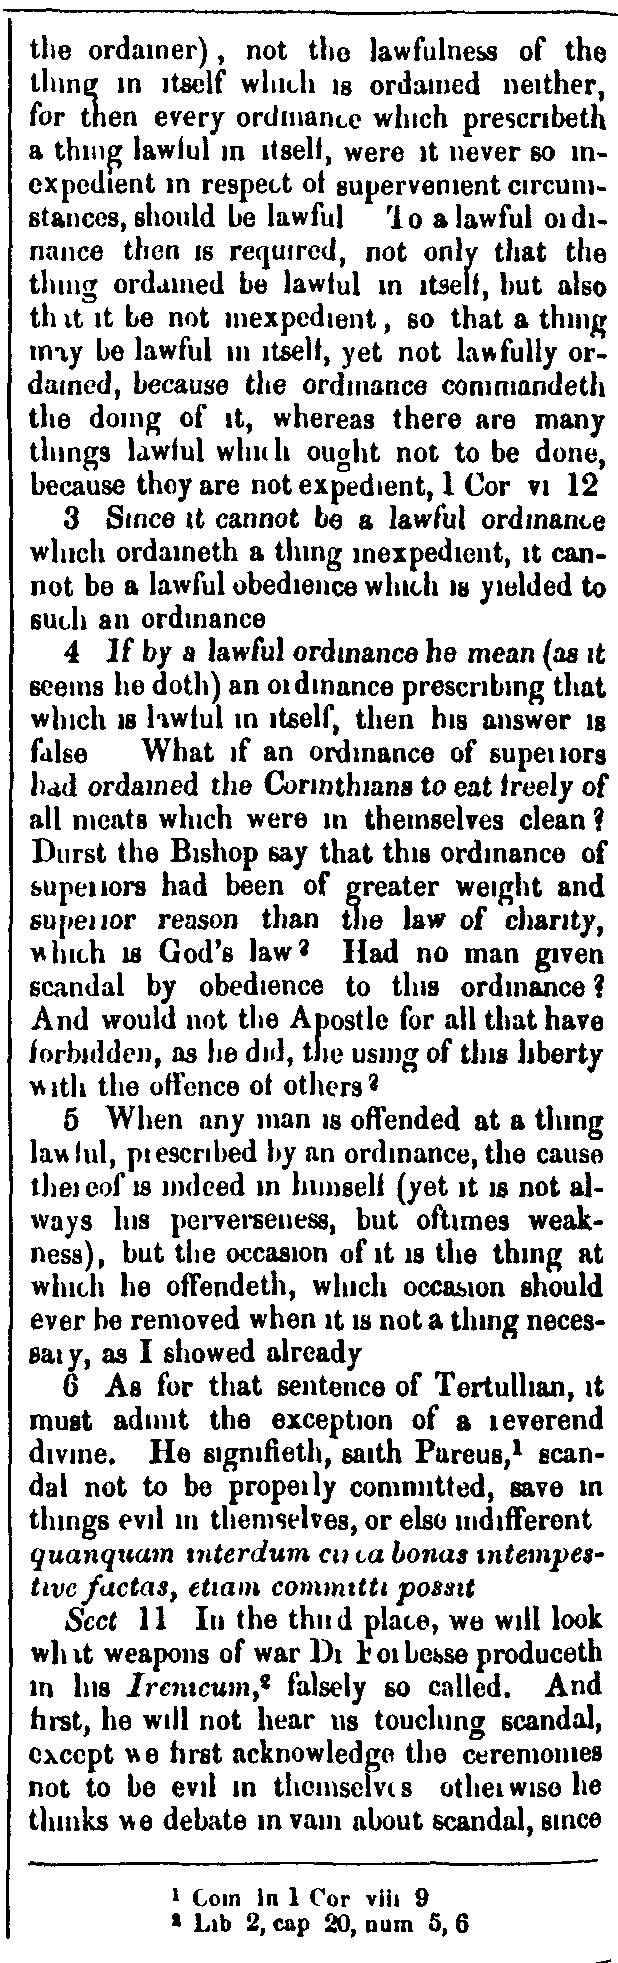 the ordainer), not the lawfulness of the
thing in itself which is ordained neither,
for then every ordinance which prescribeth
a thing lawful in itself, were it never so in-
expedient in respect of supervenient circum-
stances, should be lawful To a lawful ordi-
nance then is required, not only that the
thing ordained be lawful in itself, but also
that it be not inexpedient, so that a thing
may be lawful in itself, yet not lawfully or-
dained, because the ordinance commandeth
the doing of it, whereas there are many
things lawful which ought not to be done,
because they are not expedient, 1 Cor vi 12
3 Since it cannot be a lawful ordinance
which ordaineth a thing inexpedient, it can-
not be a lawful obedience which is yielded to
such an ordinance
4 If by a lawful ordinance he mean (as it
seems he doth) an ordinance prescribing that
which is lawful in itself, then his answer is
false What if an ordinance of superiors
had ordained the Corinthians to eat freely of
all meats which were in themselves clean?
Durst the Bishop say that this ordinance of
superiors had been of greater weight and
superior reason than the law of charity,
which is God's law? Had no man given
scandal by obedience to this ordinance?
And would not the Apostle for all that have
forbidden, as he did, the using of this liberty
with the offence of others?
5 When any man is offended at a thing
lawful, prescribed by an ordinance, the cause
thereof is indeed in himself (yet it is not al-
ways his perverseness, but oftimes weak-
ness), but the occasion of it is the thing at
which he offendeth, which occasion should
ever be removed when it is not a thing neces-
sary, as I showed already
6 As for that sentence of Tertullian, it
must admit the exception of a reverend
divine. He signifieth, saith Pareus,¹ scan-
dal not to be properly committed, save in
things evil in themselves, or else indifferent
quanquam interdum circa bonas intempes-
tive factas, etiam committi possit
Sect 11 In the third place, we will look
what weapons of war Dr Forbesse produceth
in his Irenicum,² falsely so called. And
first, he will not hear us touching scandal,
except we first acknowledge the ceremonies
not to be evil in themselves otherwise he
thinks we debate in vain about scandal, since
¹ Com in 1 Cor viii 9
² Lib 2, cap 20, num 5, 6